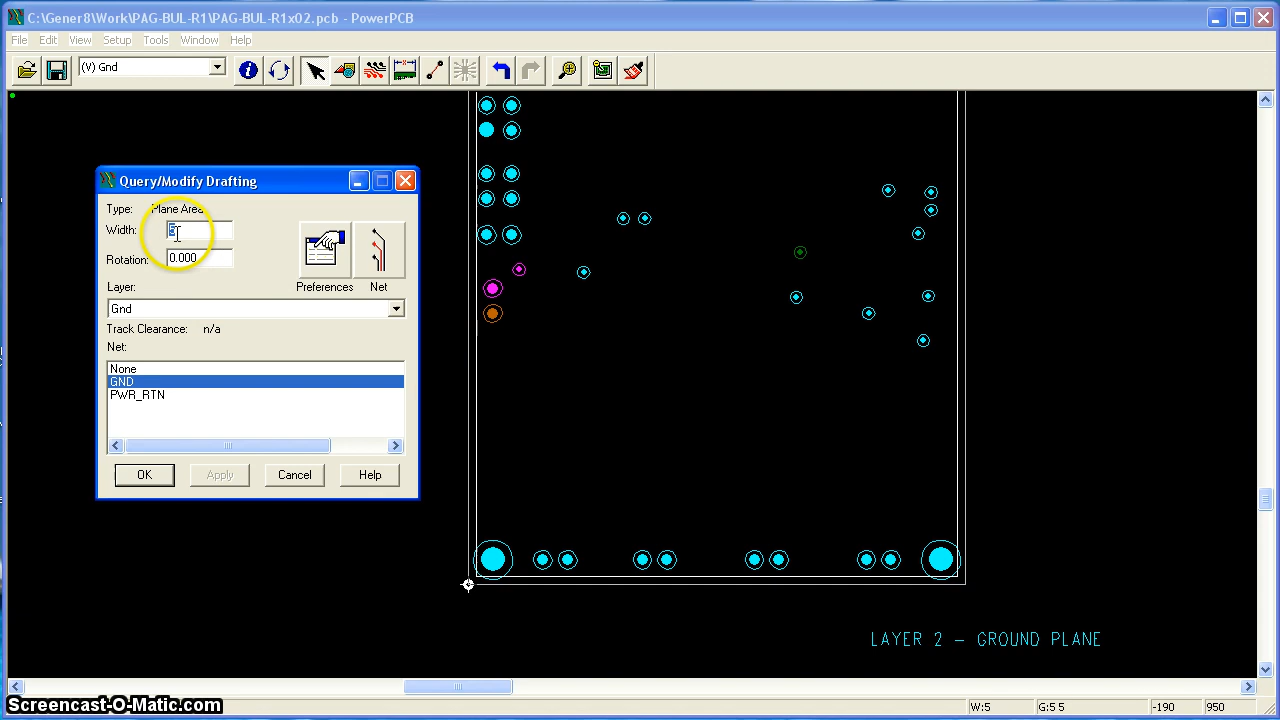 C:\Gener8\Work\PAG-BUL-R1\PAG-BUL-R1x02.pcb - PowerPCB
File Edit View Setup Tools Window Help
(V) Gnd
Query/Modify Drafting
Type: Plane Area
Width: 5
Rotation: 0.000
Preferences Net
Layer:
Gnd
Track Clearance: n/a
Net:
None
GND
PWR_RTN
OK Apply Cancel Help
LAYER 2 - GROUND PLANE
Screencast-O-Matic.com
W:5 G:5 5 -190 950